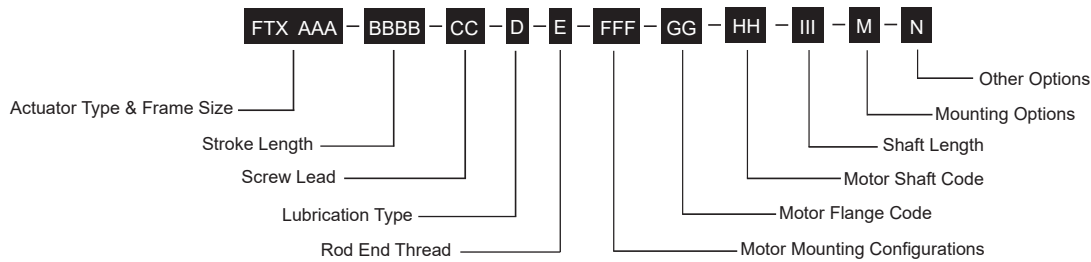 FTX AAA – BBBB – CC – D – E – FFF – GG – HH – III – M – N
Other Options
Actuator Type & Frame Size
Mounting Options
Stroke Length
Shaft Length
Screw Lead
Motor Shaft Code
Lubrication Type
Motor Flange Code
Rod End Thread
Motor Mounting Configurations